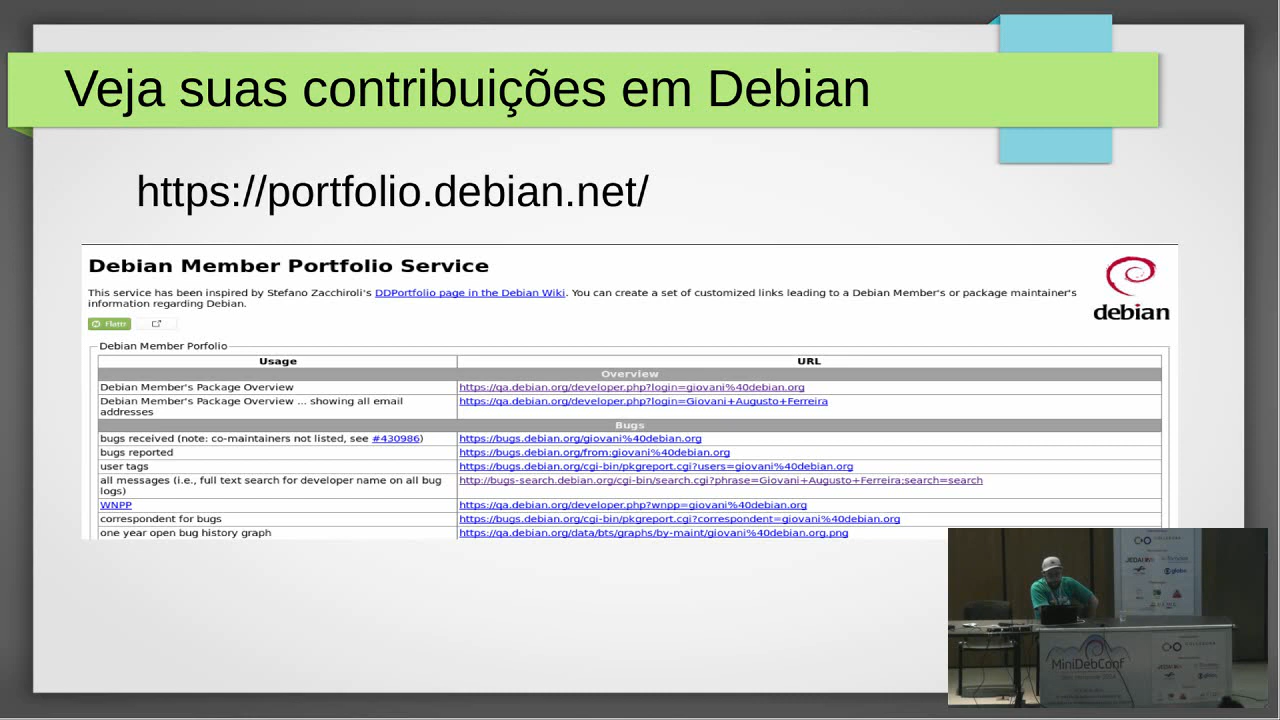 Veja suas contribuições em Debian
https://portfolio.debian.net/
Debian Member Portfolio Service
This service has been inspired by Stefano Zacchiroli's DDPortfolio page in the Debian Wiki. You can create a set of customized links leading to a Debian Member's or package maintainer's
information regarding Debian.
debian
Flattr
Debian Member Porfolio
Usage URL
Overview
Debian Member's Package Overview https://qa.debian.org/developer.php?login=giovani%40debian.org
Debian Member's Package Overview ... showing all email https://qa.debian.org/developer.php?login=Giovani+Augusto+Ferreira
addresses
Bugs
bugs received (note: co-maintainers not listed, see #430986) https://bugs.debian.org/giovani%40debian.org
bugs reported https://bugs.debian.org/from:giovani%40debian.org
user tags https://bugs.debian.org/cgi-bin/pkgreport.cgi?users=giovani%40debian.org
all messages (i.e., full text search for developer name on all bug http://bugs-search.debian.org/cgi-bin/search.cgi?phrase=Giovani+Augusto+Ferreira;search=search
logs)
WNPP https://qa.debian.org/developer.php?wnpp=giovani%40debian.org
correspondent for bugs https://bugs.debian.org/cgi-bin/pkgreport.cgi?correspondent=giovani%40debian.org
one year open bug history graph https://qa.debian.org/data/bts/graphs/by-maint/giovani%40debian.org.png
globo
MiniDebConf